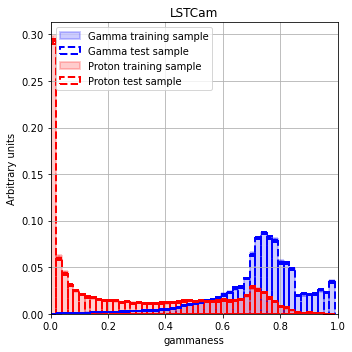 LSTCam
Gamma training sample
Gamma test sample
Proton training sample
Proton test sample
Arbitrary units
0.30
0.25
0.20
0.15
0.10
0.05
0.00
0.0 0.2 0.4 0.6 0.8 1.0
gammaness